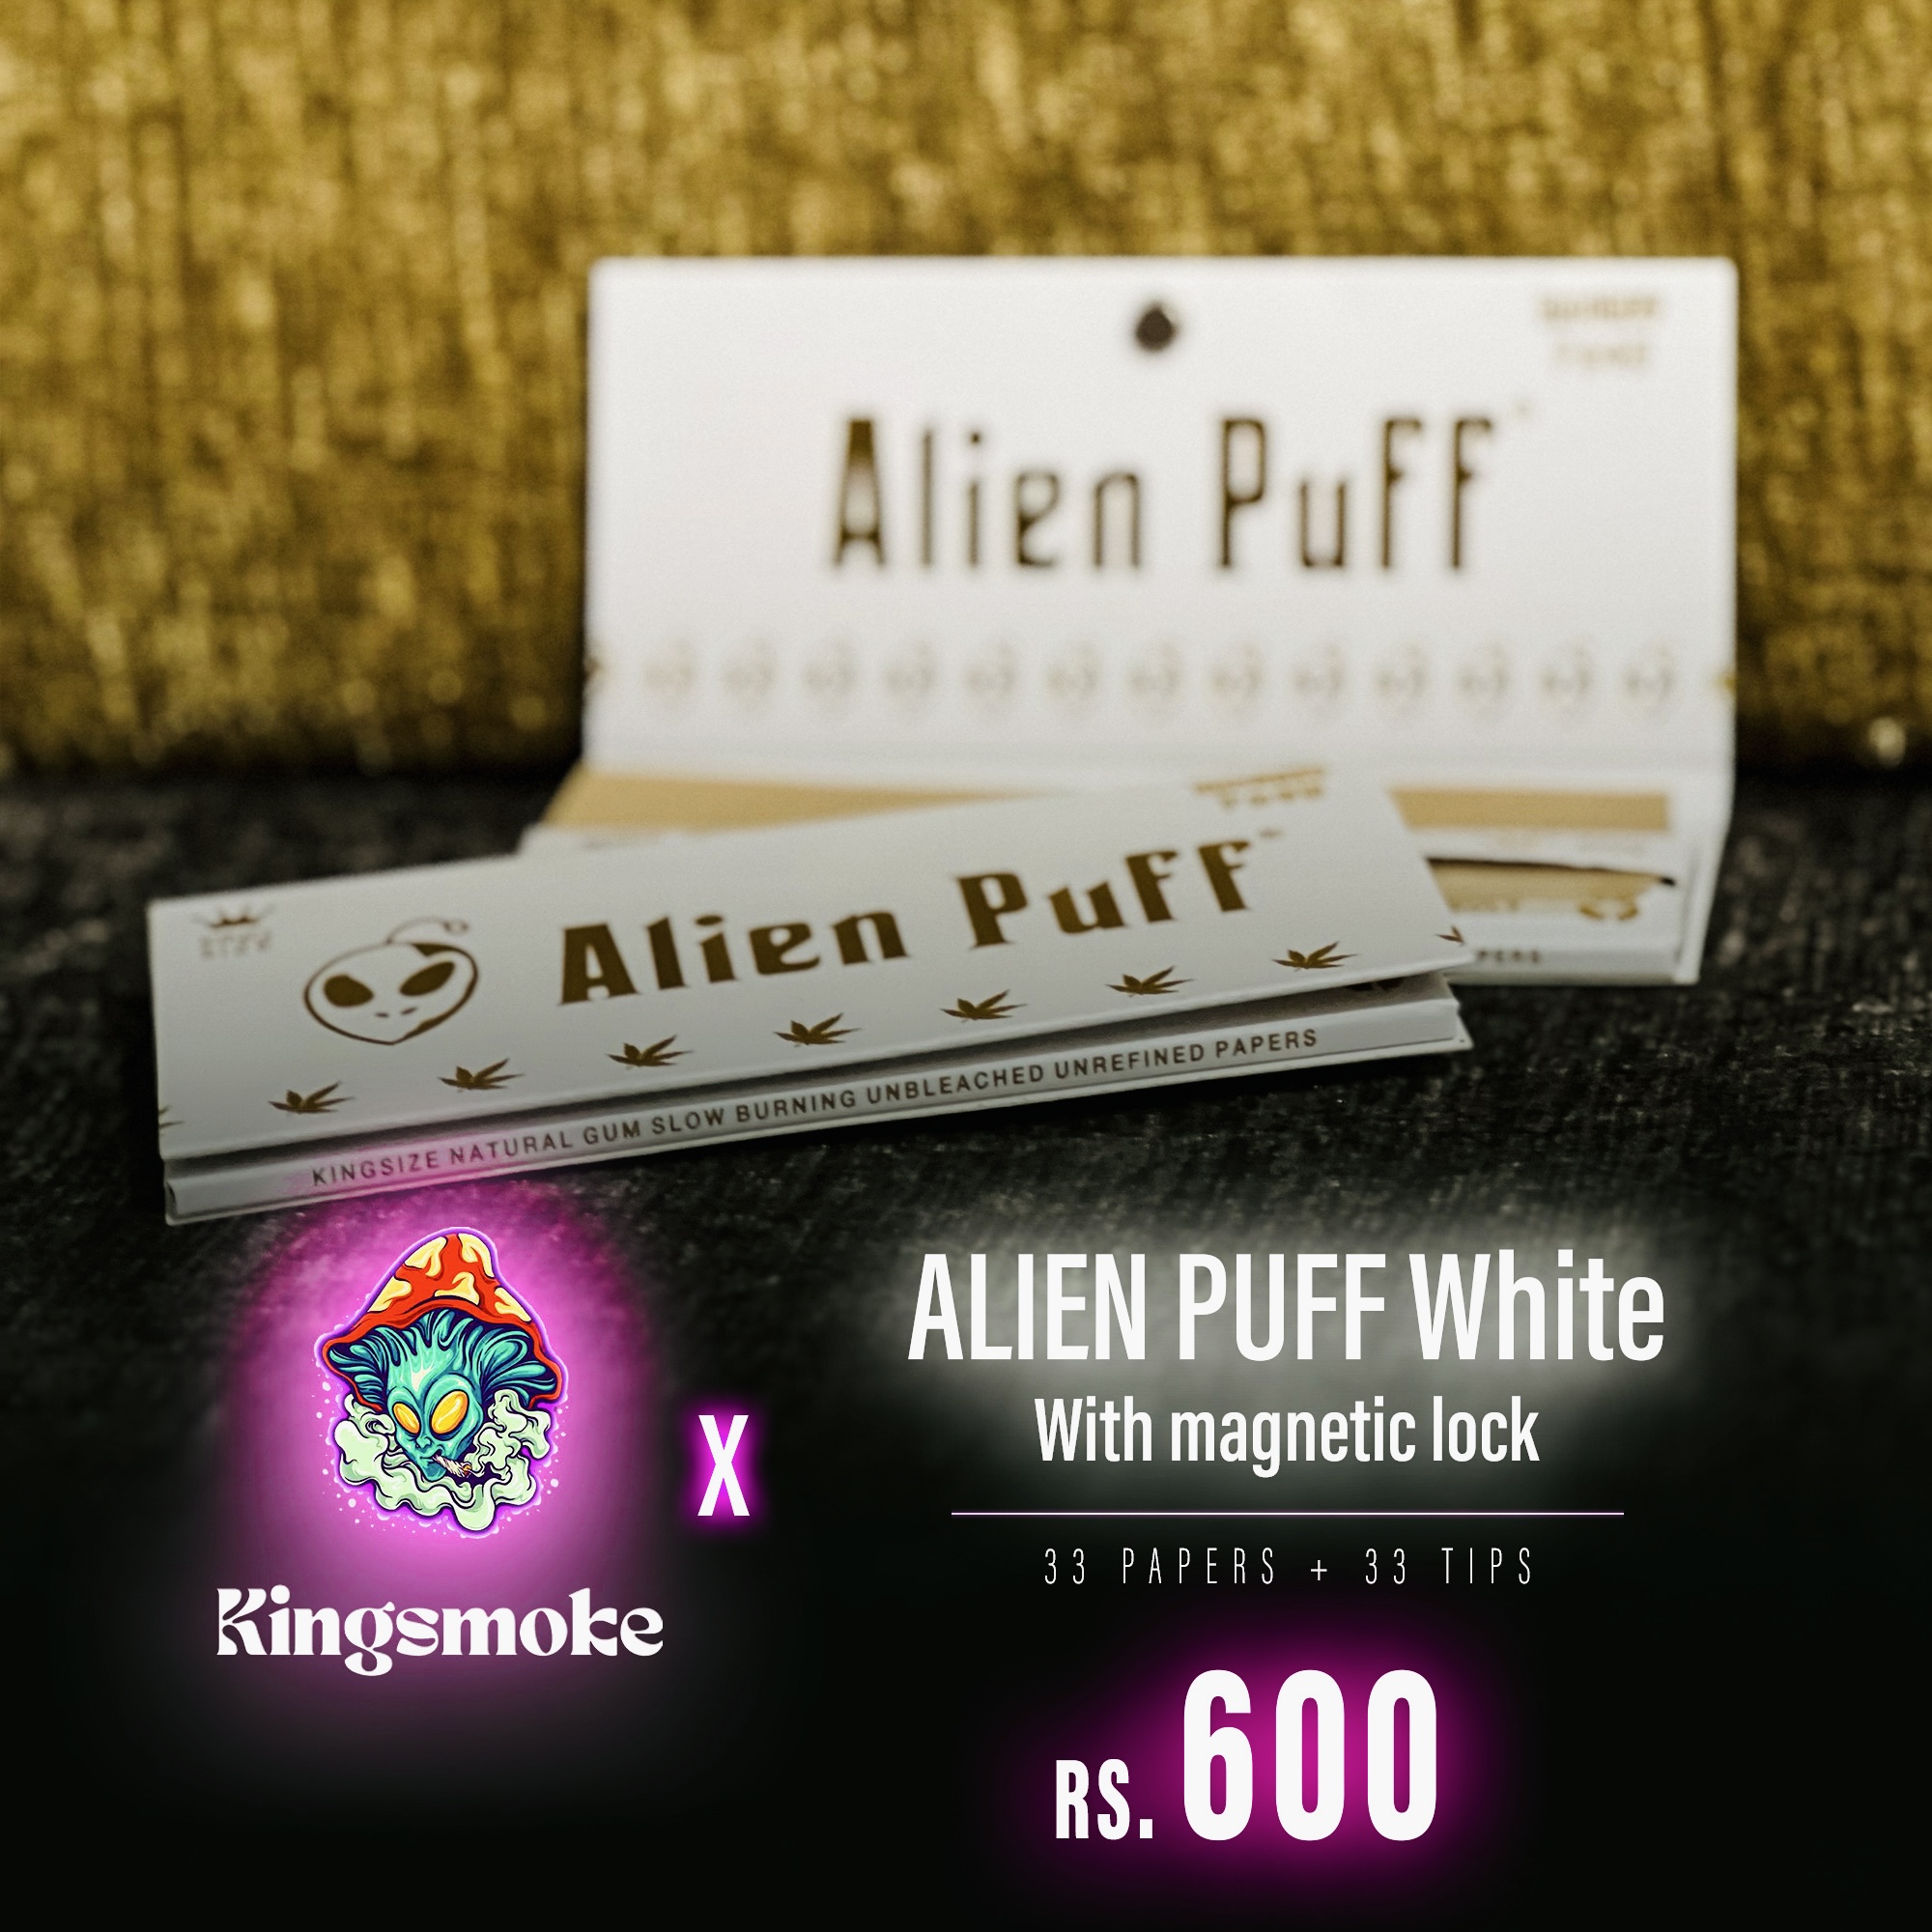 Alien Puff
Alien Puff
KINGSIZE NATURAL GUM SLOW BURNING UNBLEACHED UNREFINED PAPERS
ALIEN PUFF White
With magnetic lock
X
33 PAPERS + 33 TIPS
Kingsmoke
RS. 600